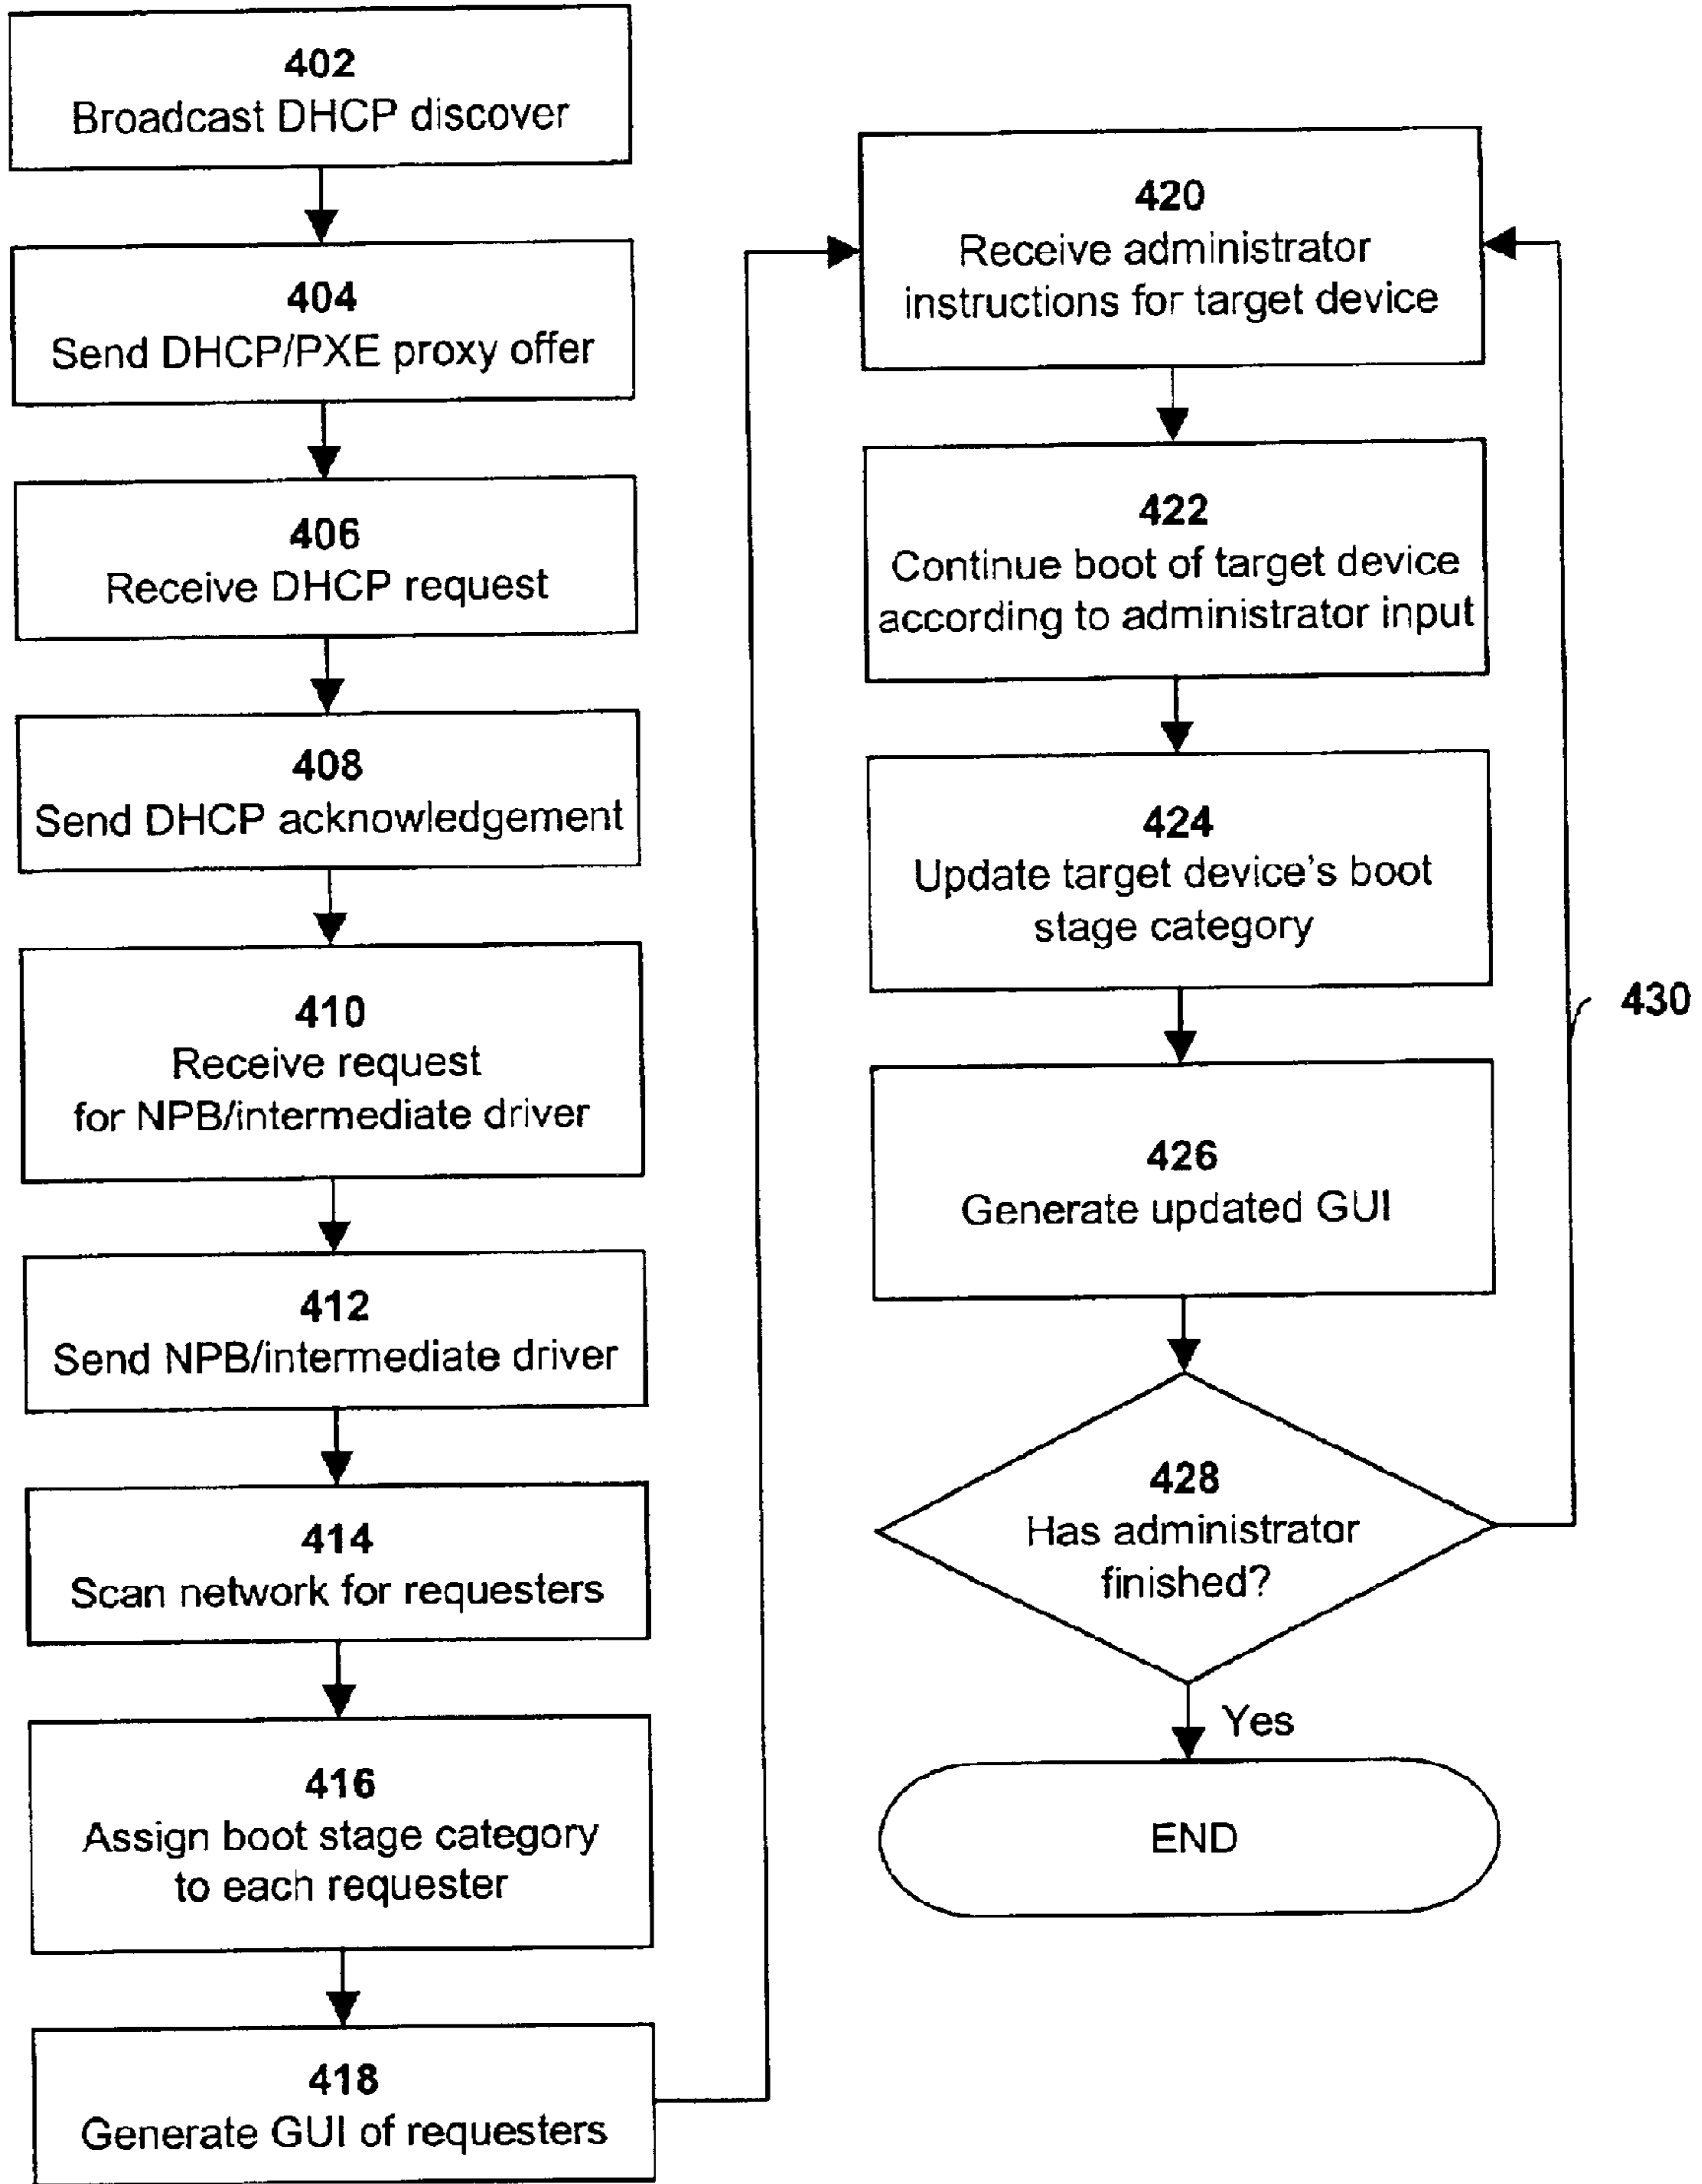 402
Broadcast DHCP discover
404
Send DHCP/PXE proxy offer
406
Receive DHCP request
408
Send DHCP acknowledgement
410
Receive request
for NPB/intermediate driver
412
Send NPB/intermediate driver
414
Scan network for requesters
416
Assign boot stage category
to each requester
418
Generate GUI of requesters
420
Receive administrator
instructions for target device
422
Continue boot of target device
according to administrator input
424
Update target device's boot
stage category
426
Generate updated GUI
428
Has administrator
finished?
430
Yes
END